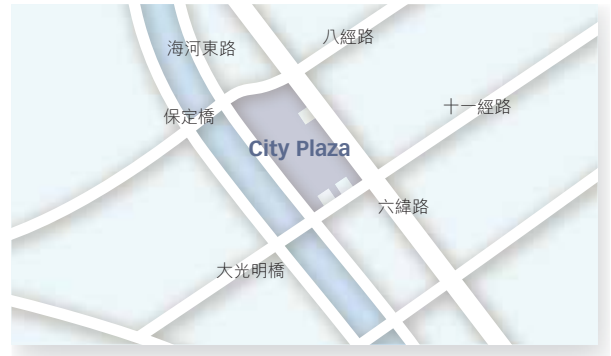 八經路
海河東路
十一經路
保定橋
City Plaza
六緯路
大光明橋